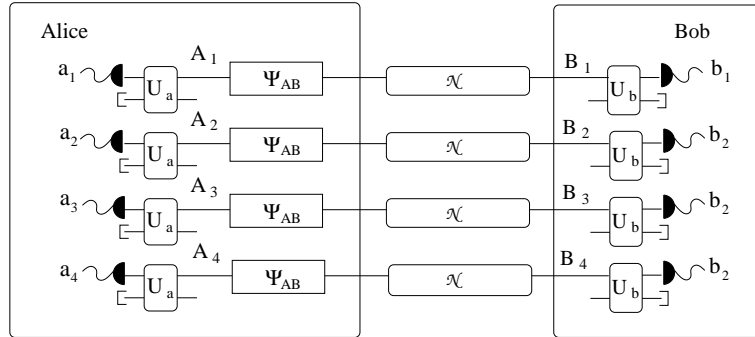 Alice Bob
a1 Ua A1 ΨAB 𝒩 B1 Ub b1
a2 Ua A2 ΨAB 𝒩 B2 Ub b2
a3 Ua A3 ΨAB 𝒩 B3 Ub b2
a4 Ua A4 ΨAB 𝒩 B4 Ub b2